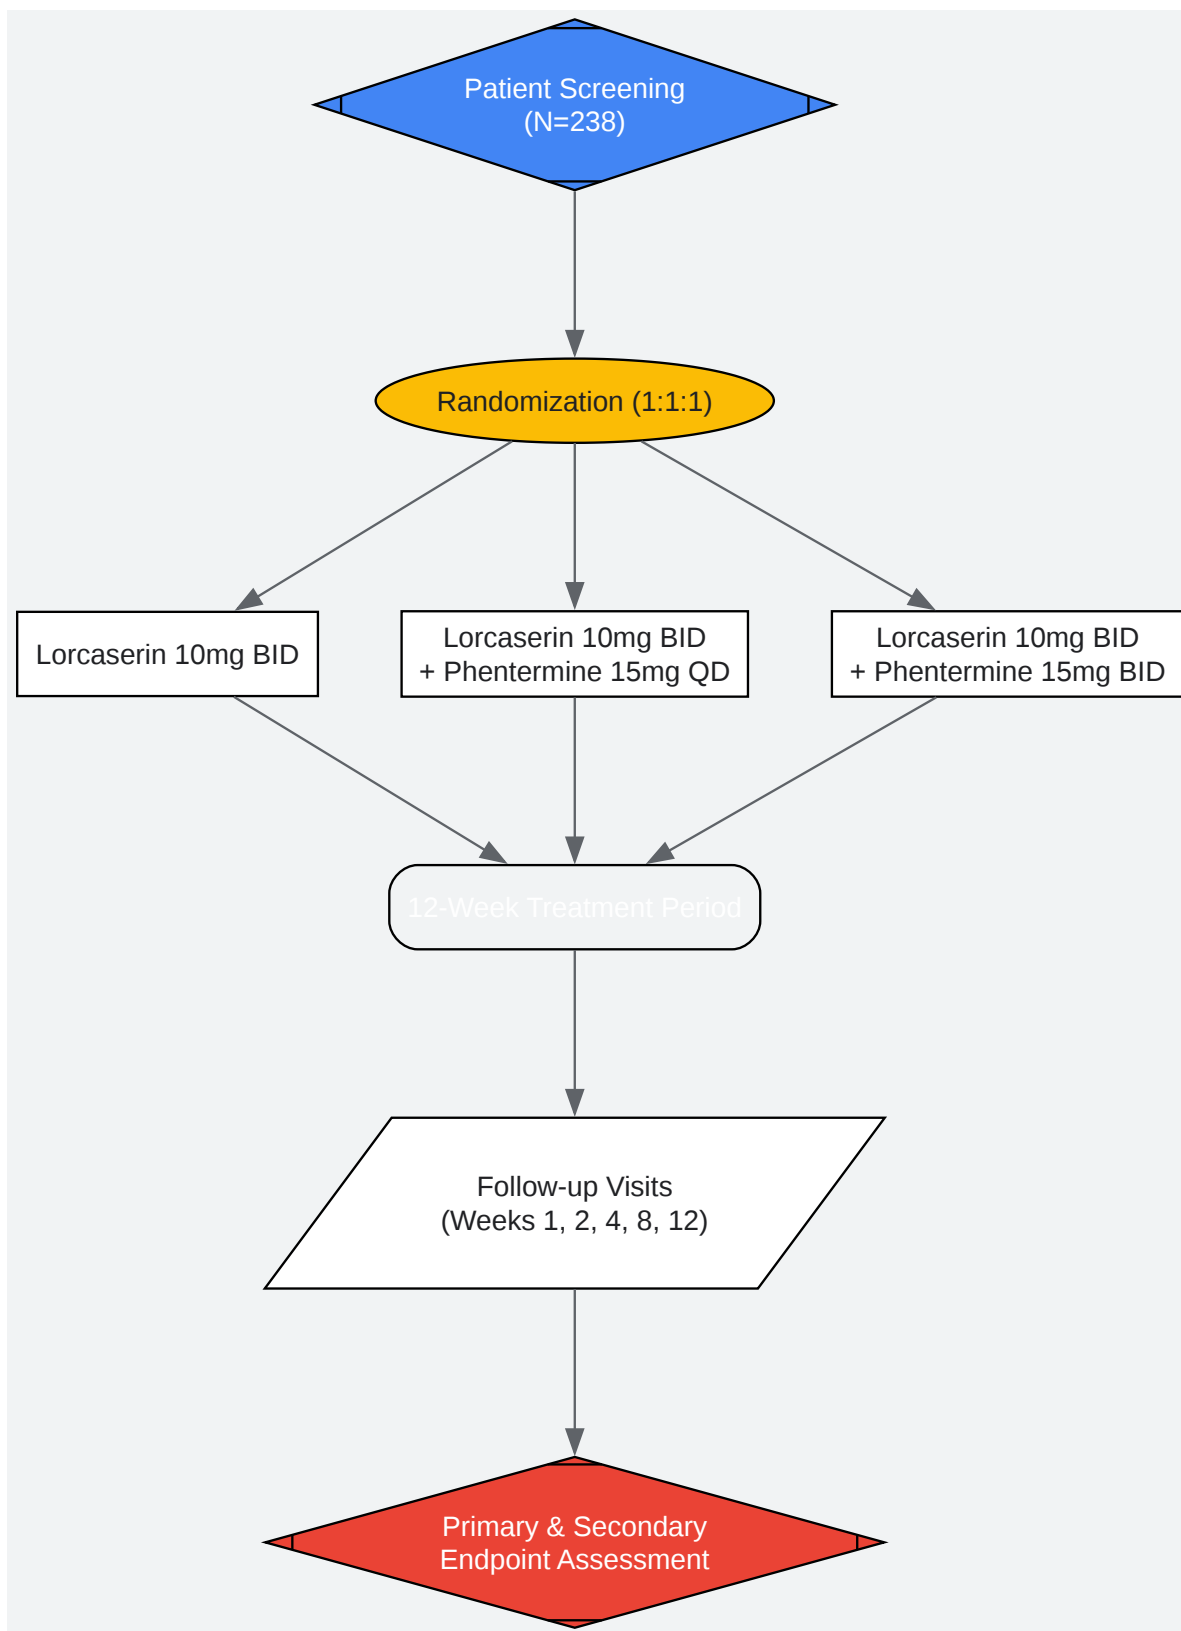 Patient Screening
(N=238)
Randomization (1:1:1)
Lorcaserin 10mg BID
Lorcaserin 10mg BID
+ Phentermine 15mg QD
Lorcaserin 10mg BID
+ Phentermine 15mg BID
12-Week Treatment Period
Follow-up Visits
(Weeks 1, 2, 4, 8, 12)
Primary & Secondary
Endpoint Assessment